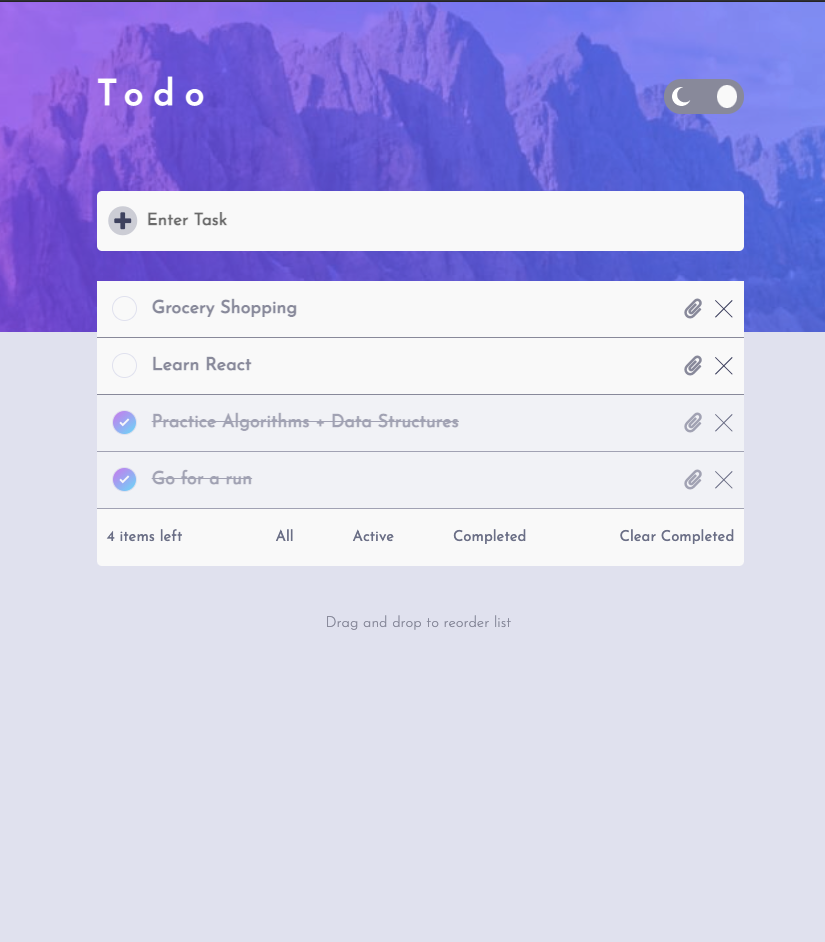 Todo
Enter Task
Grocery Shopping
Learn React
Practice Algorithms + Data Structures
Go for a run
4 items left All Active Completed Clear Completed
Drag and drop to reorder list